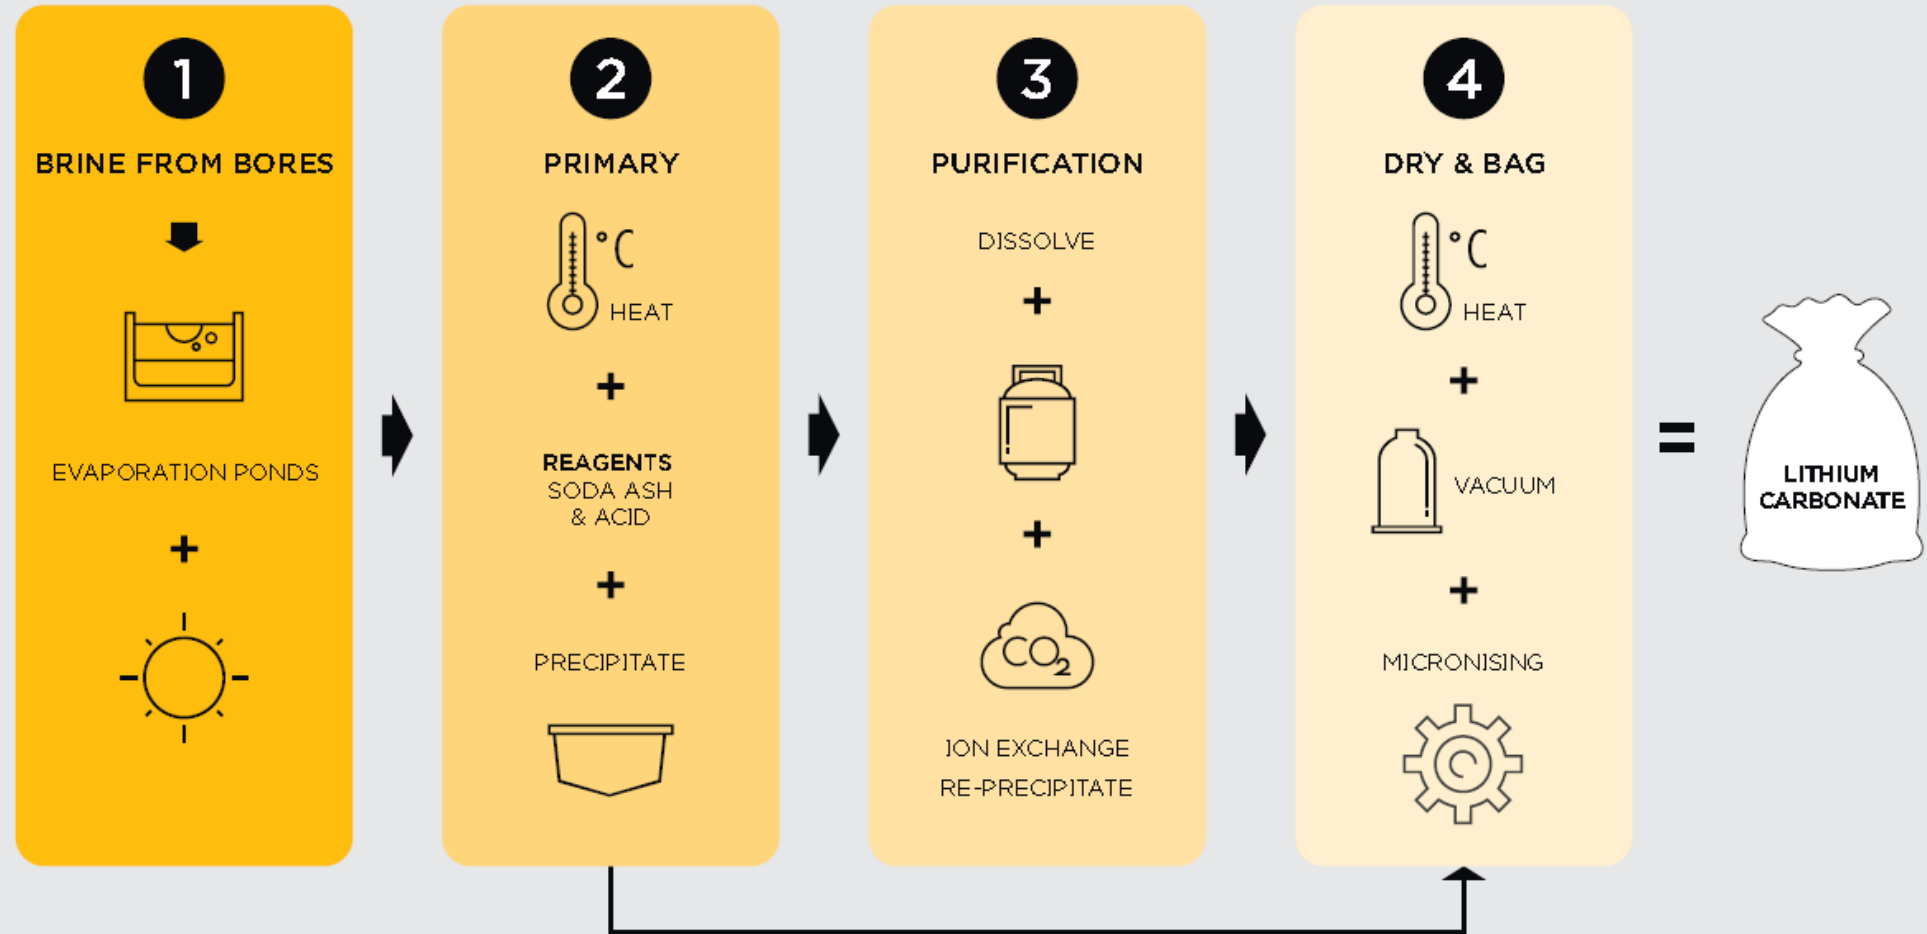 1
BRINE FROM BORES
EVAPORATION PONDS
+
2
PRIMARY
°C
HEAT
+
REAGENTS
SODA ASH
& ACID
+
PRECIPITATE
3
PURIFICATION
DISSOLVE
+
+
CO2
ION EXCHANGE
RE-PRECIPITATE
4
DRY & BAG
°C
HEAT
+
VACUUM
+
MICRONISING
=
LITHIUM
CARBONATE